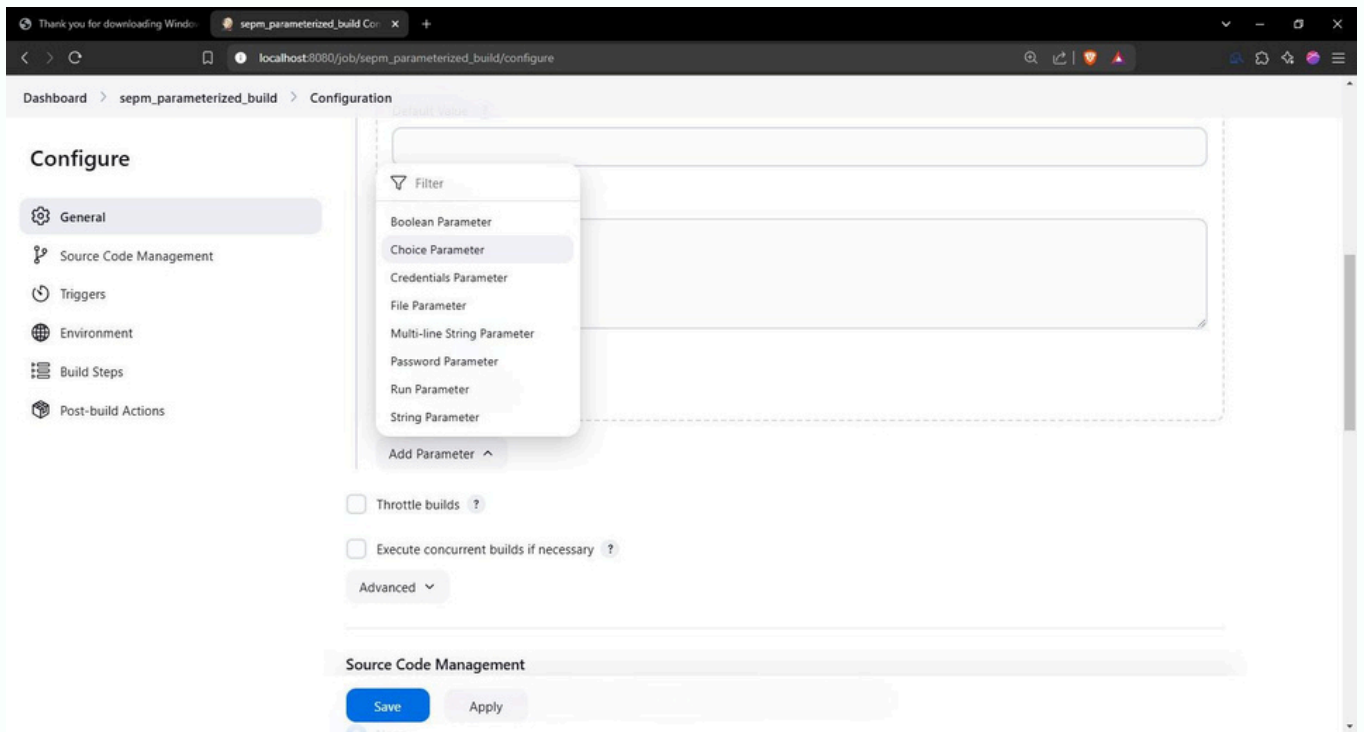 Thank you for downloading Windo
sepm_parameterized_build Con
localhost:8080/job/sepm_parameterized_build/configure
Dashboard > sepm_parameterized_build > Configuration
Default Value ?
Configure
General
Source Code Management
Triggers
Environment
Build Steps
Post-build Actions
Filter
Boolean Parameter
Choice Parameter
Credentials Parameter
File Parameter
Multi-line String Parameter
Password Parameter
Run Parameter
String Parameter
Add Parameter
Throttle builds ?
Execute concurrent builds if necessary ?
Advanced
Source Code Management
Save Apply